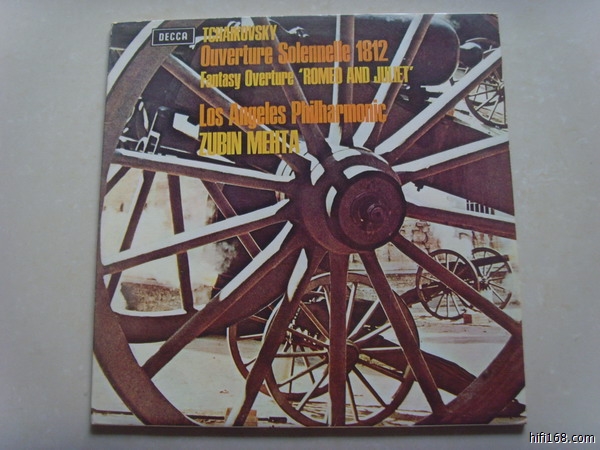 DECCA
TCHAIKOVSKY
Ouverture Solennelle 1812
Fantasy Overture "ROMEO AND JULIET"
Los Angeles Philharmonic
ZUBIN MEHTA
hifi168.com